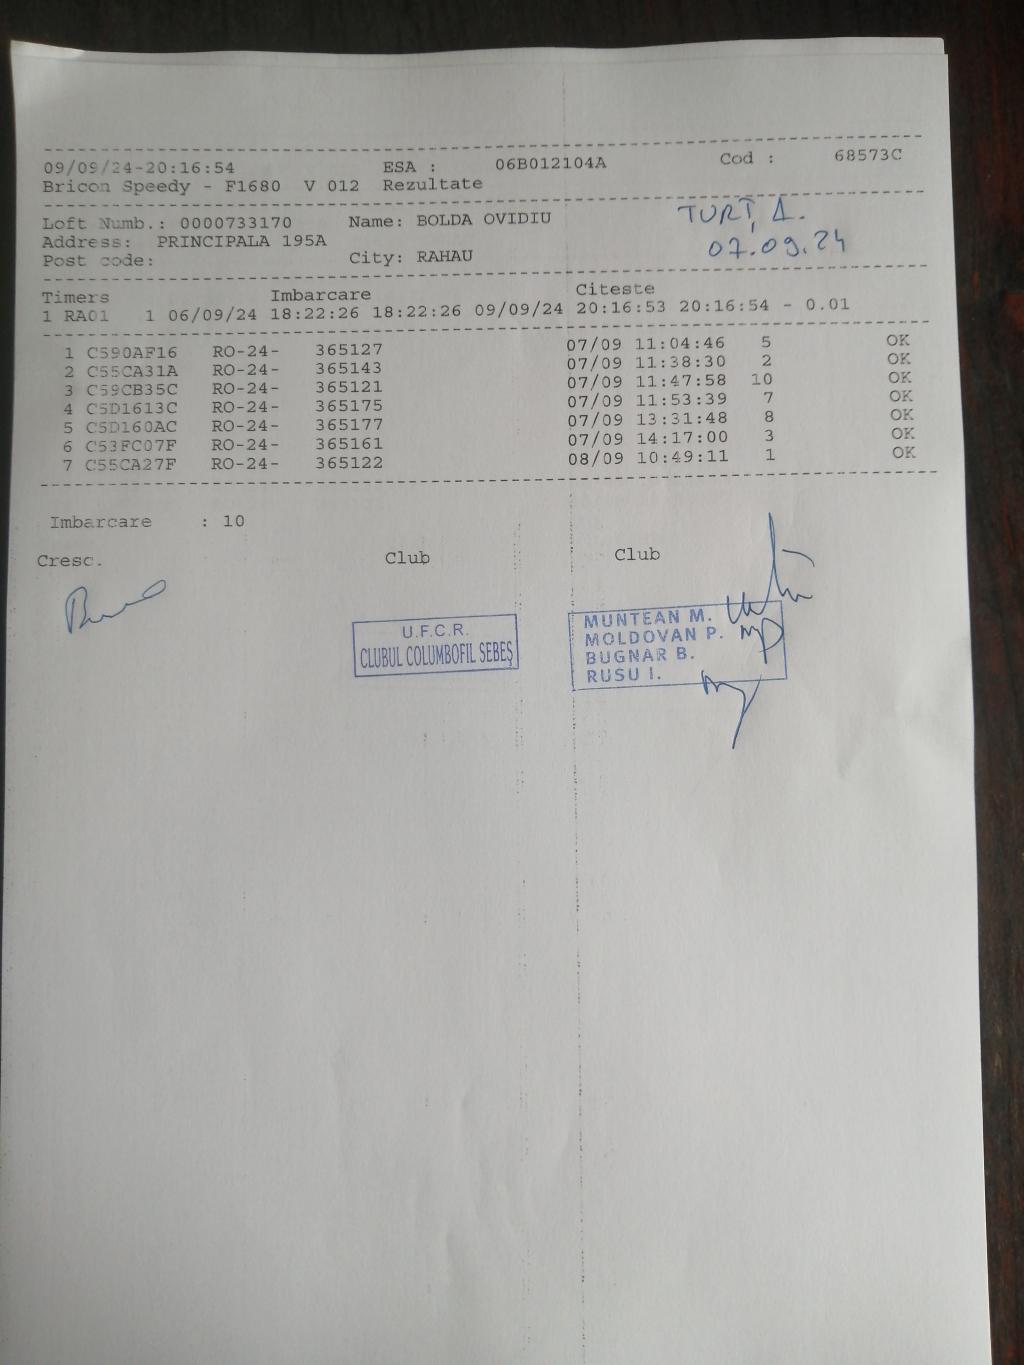 09/09/24-20:16:54 ESA : 06B012104A Cod : 68573C
Bricon Speedy - F1680 V 012 Rezultate
Loft Numb.: 0000733170 Name: BOLDA OVIDIU
TURȚ 1.
Address: PRINCIPALA 195A
07.09.24
Post code: City: RAHAU
Timers Imbarcare Citeste
1 RA01 1 06/09/24 18:22:26 18:22:26 09/09/24 20:16:53 20:16:54 - 0.01
1 C590AF16 RO-24- 365127 07/09 11:04:46 5 OK
2 C55CA31A RO-24- 365143 07/09 11:38:30 2 OK
3 C59CB35C RO-24- 365121 07/09 11:47:58 10 OK
4 C5D1613C RO-24- 365175 07/09 11:53:39 7 OK
5 C5D160AC RO-24- 365177 07/09 13:31:48 8 OK
6 C53FC07F RO-24- 365161 07/09 14:17:00 3 OK
7 C55CA27F RO-24- 365122 08/09 10:49:11 1 OK
Imbarcare : 10
Cresc. Club Club
U.F.C.R.
CLUBUL COLUMBOFIL SEBEȘ
MUNTEAN M.
MOLDOVAN P.
BUGNAR B.
RUSU I.